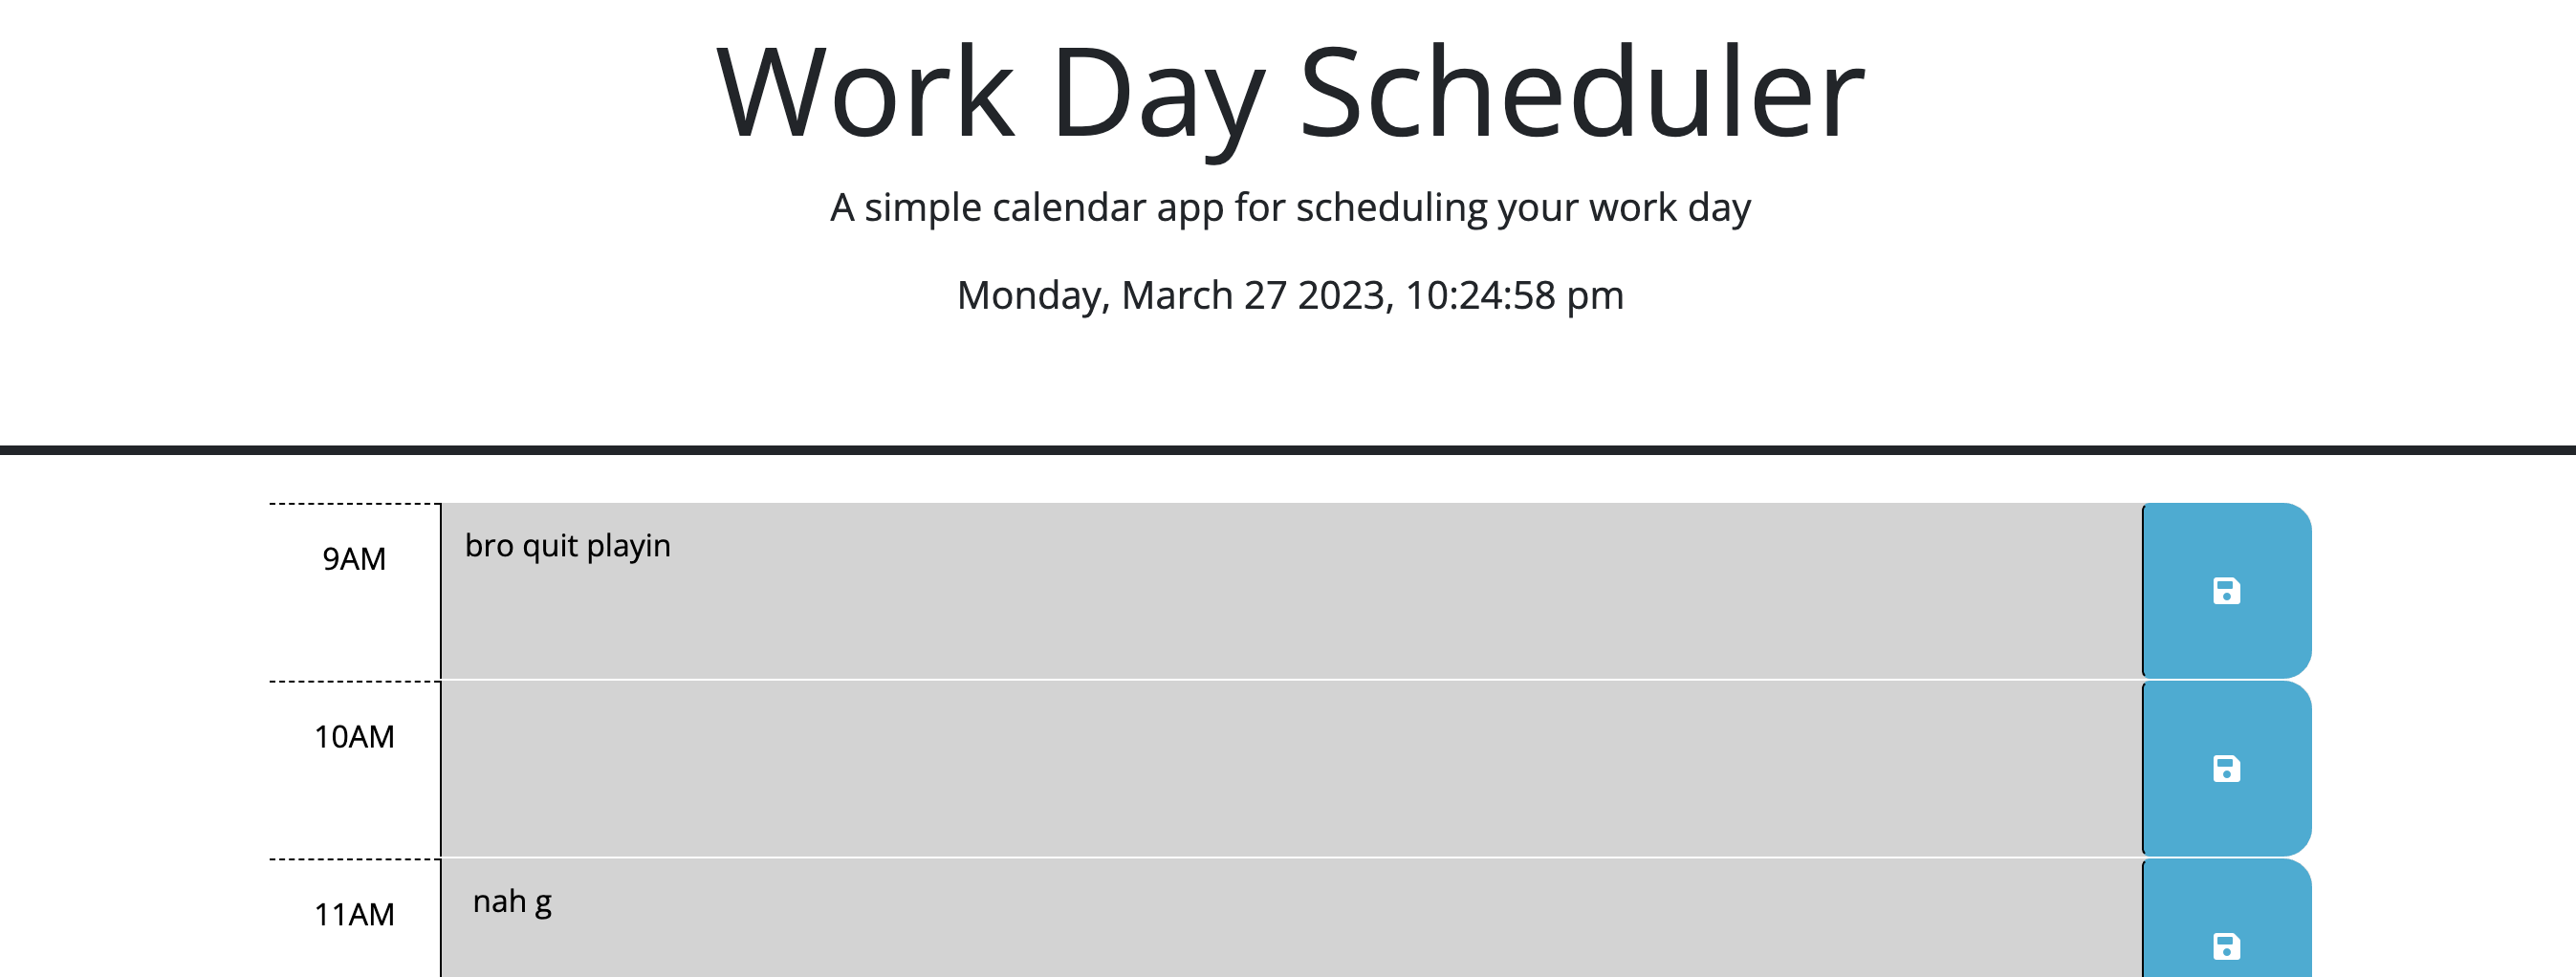 Work Day Scheduler
A simple calendar app for scheduling your work day
Monday, March 27 2023, 10:24:58 pm
9AM
bro quit playin
10AM
11AM
nah g